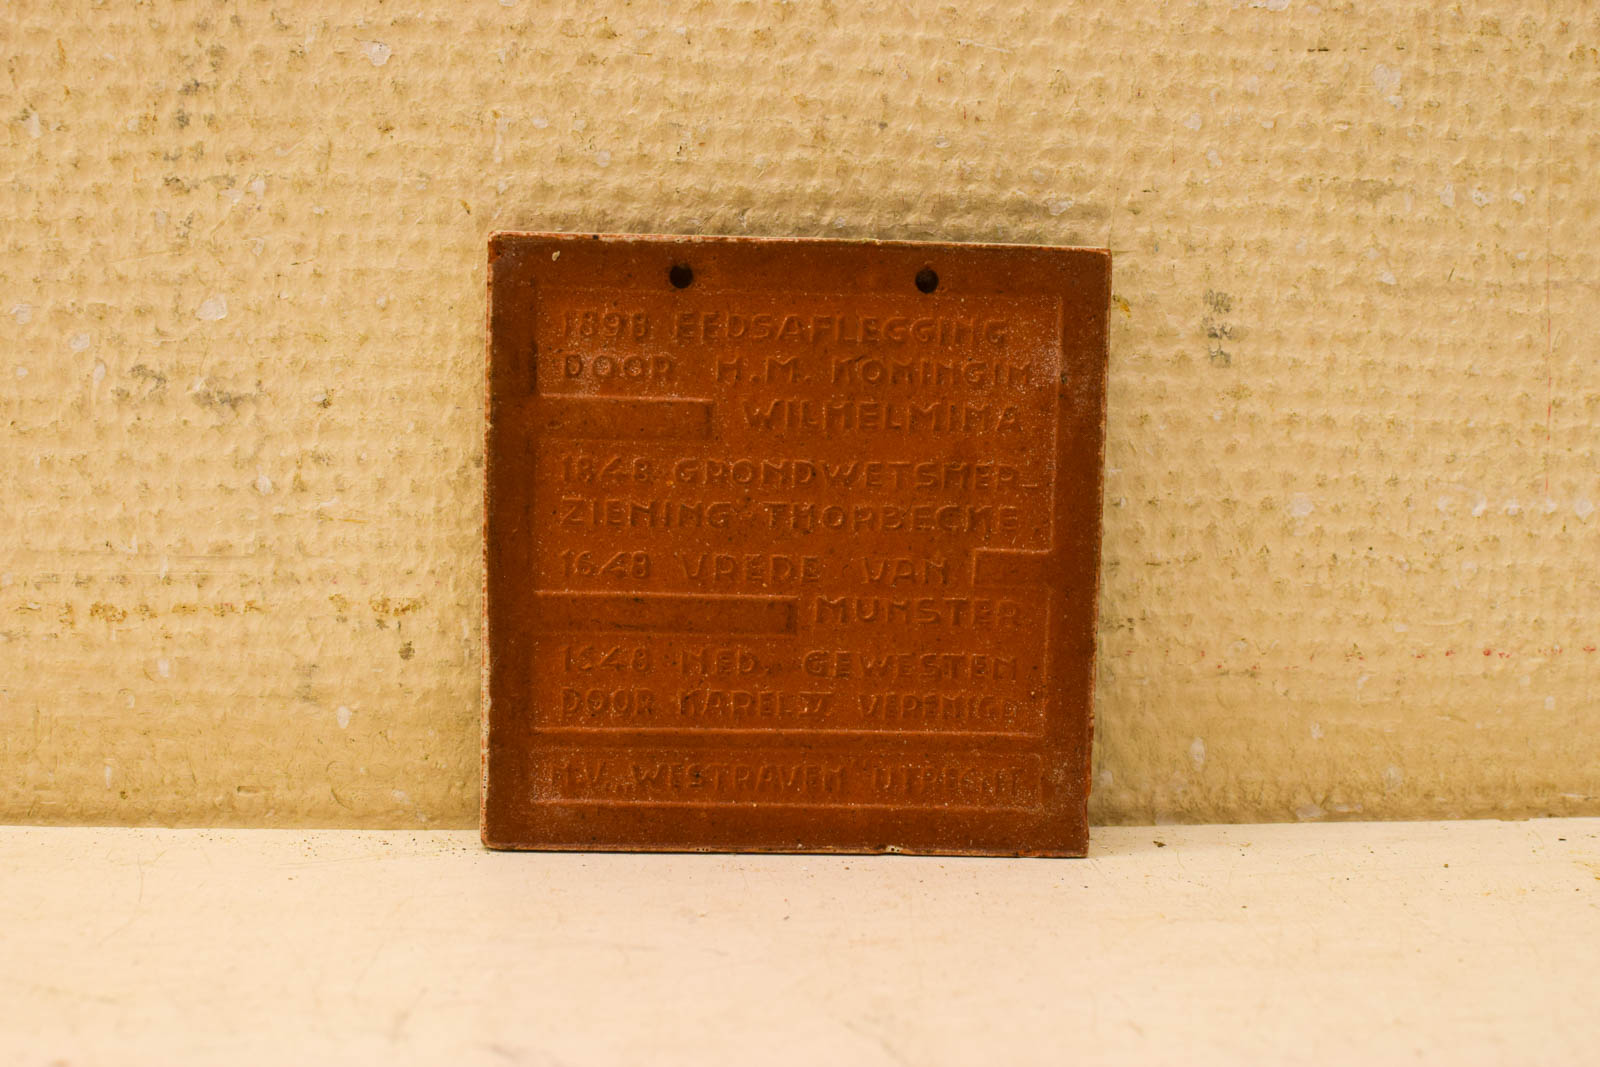 1898 EEDSAFLEGGING
DOOR H.M. KONINGIN
WILHELMINA
1848 GRONDWETSHER-
ZIENING THORBECKE
1648 VREDE VAN
MUNSTER
1548 NED. GEWESTEN
DOOR KAREL V VERENIGD
N.V. WESTRAVEN UTRECHT